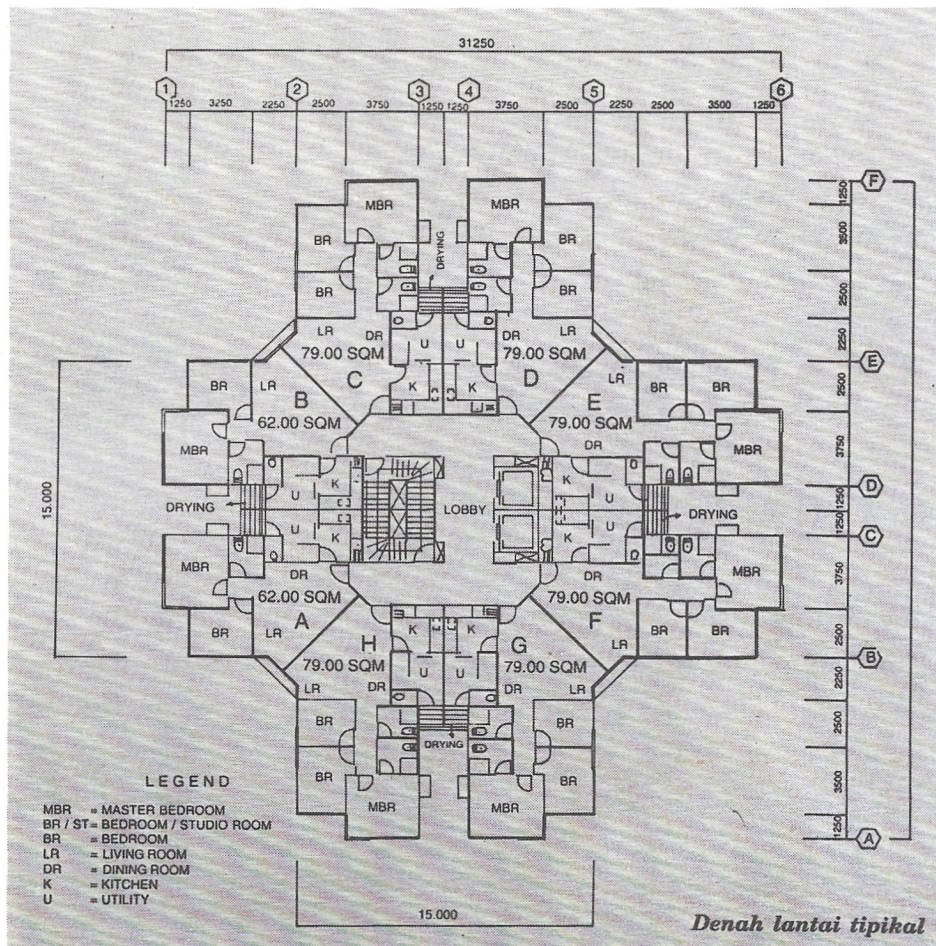 31250
1 2 3 4 5 6
1250 3250 2250 2500 3750 1250 1250 3750 2500 2250 2500 3500 1250
F
1250
3500
2500
2250
E
2500
3750
D
1250
1250
C
3750
2500
B
2250
2500
3500
1250
A
MBR MBR
BR DRYING BR
BR BR
LR DR U U DR LR
79.00 SQM 79.00 SQM
C K K D
BR LR LR BR BR
B E
62.00 SQM 79.00 SQM
MBR DR MBR
U K K U
DRYING LOBBY DRYING
U K K U
MBR DR DR MBR
62.00 SQM 79.00 SQM
BR A F BR BR
LR H K K G LR
79.00 SQM U U 79.00 SQM
LR DR DR LR
BR BR
DRYING
BR BR
MBR MBR
15.000
15.000
LEGEND
MBR = MASTER BEDROOM
BR / ST = BEDROOM / STUDIO ROOM
BR = BEDROOM
LR = LIVING ROOM
DR = DINING ROOM
K = KITCHEN
U = UTILITY
Denah lantai tipikal